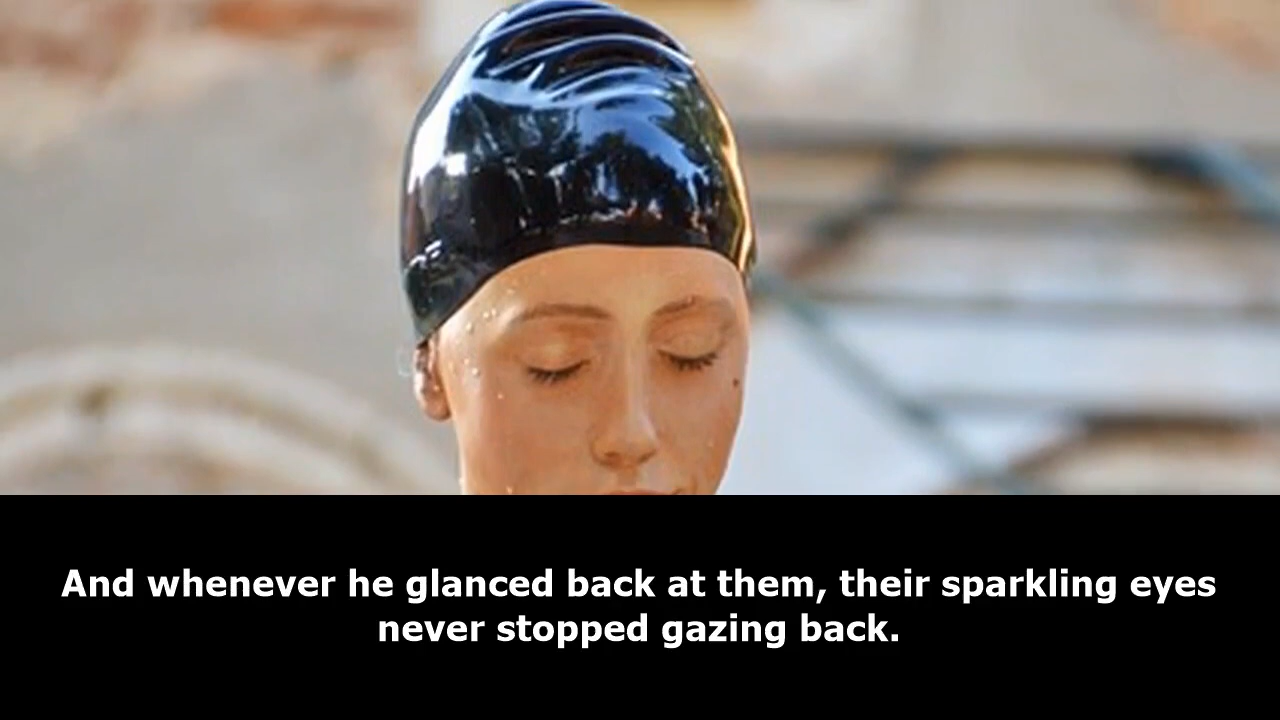 And whenever he glanced back at them, their sparkling eyes
never stopped gazing back.